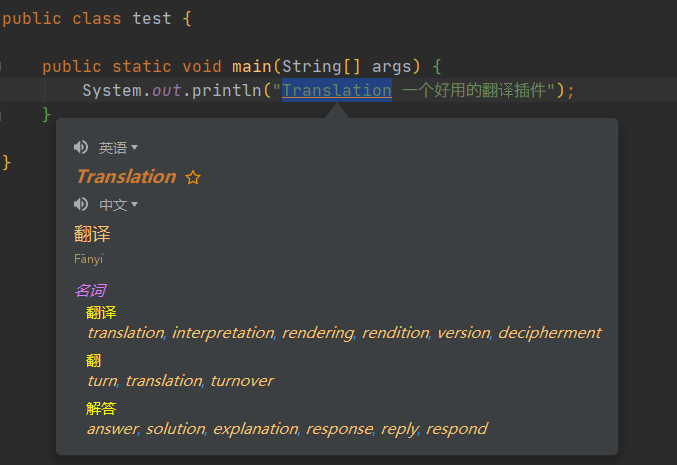 public class test {
public static void main(String[] args) {
System.out.println("Translation 一个好用的翻译插件");
}
}
英语
Translation
中文
翻译
Fānyì
名词
翻译
translation, interpretation, rendering, rendition, version, decipherment
翻
turn, translation, turnover
解答
answer, solution, explanation, response, reply, respond